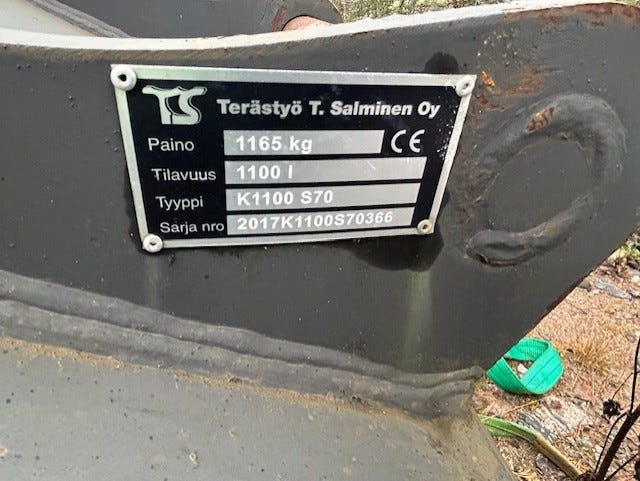 TS Terästyö T. Salminen Oy
Paino 1165 kg CE
Tilavuus 1100 l
Tyyppi K1100 S70
Sarja nro 2017K1100S70366